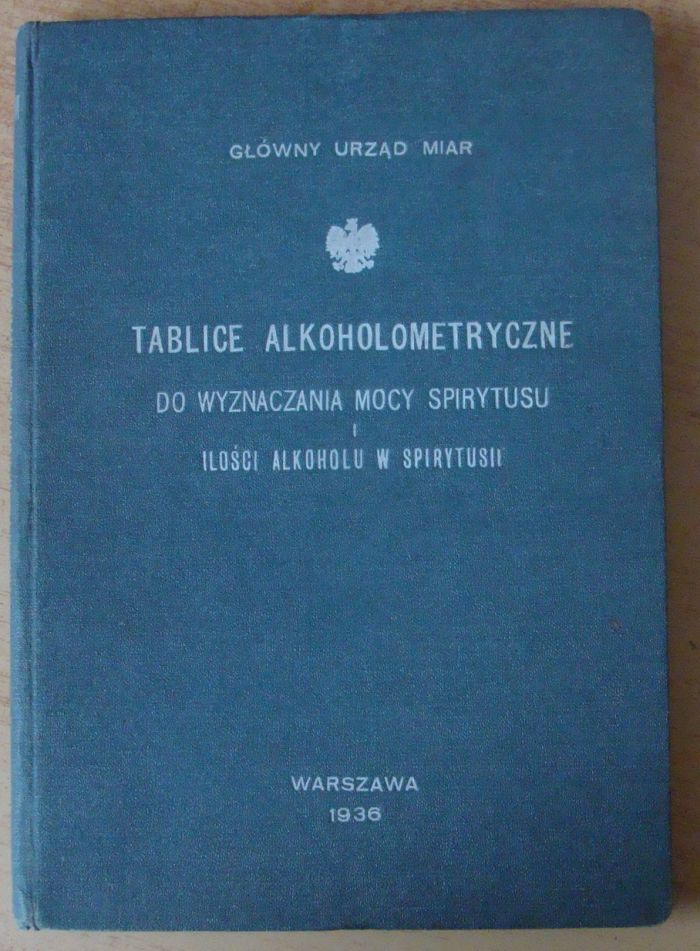 GŁÓWNY URZĄD MIAR
TABLICE ALKOHOLOMETRYCZNE
DO WYZNACZANIA MOCY SPIRYTUSU
I
ILOŚCI ALKOHOLU W SPIRYTUSIE
WARSZAWA
1936